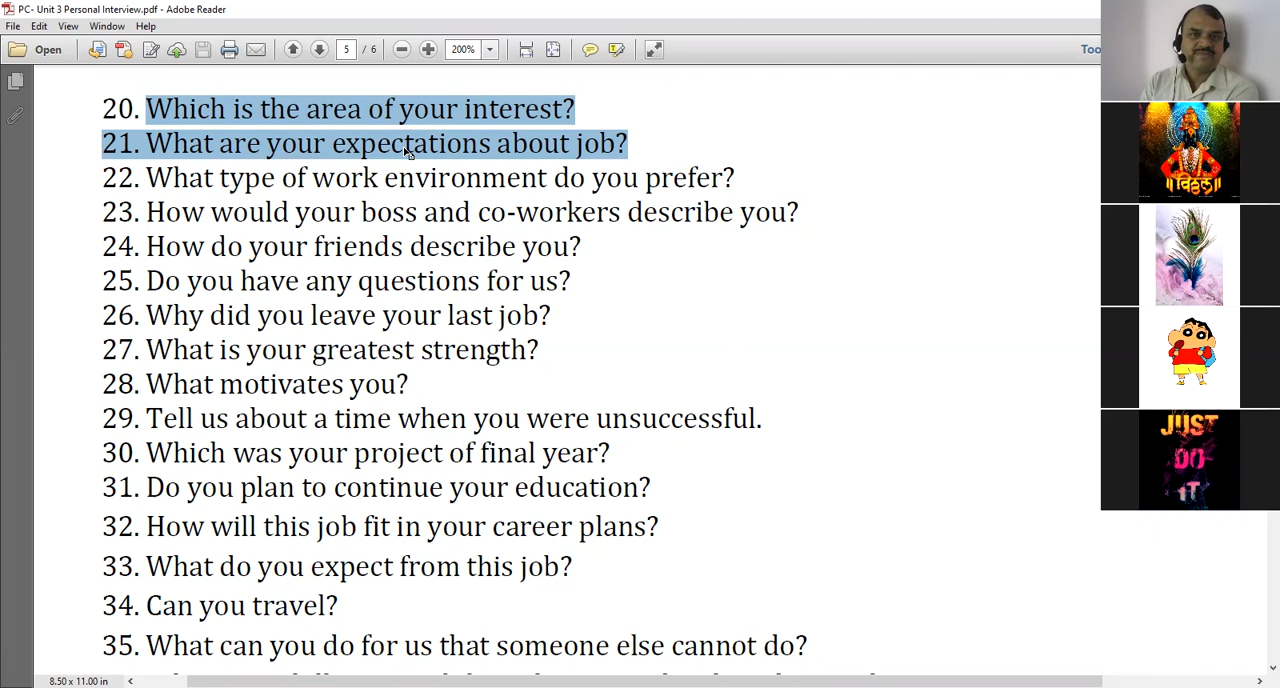 PC- Unit 3 Personal Interview.pdf - Adobe Reader
File Edit View Window Help
Open 5 / 6 200% Too
20. Which is the area of your interest?
21. What are your expectations about job?
22. What type of work environment do you prefer?
23. How would your boss and co-workers describe you?
24. How do your friends describe you?
25. Do you have any questions for us?
26. Why did you leave your last job?
27. What is your greatest strength?
28. What motivates you?
29. Tell us about a time when you were unsuccessful.
30. Which was your project of final year?
31. Do you plan to continue your education?
32. How will this job fit in your career plans?
33. What do you expect from this job?
34. Can you travel?
35. What can you do for us that someone else cannot do?
8.50 x 11.00 in
॥ विठ्ठल ॥
JUST
DO
IT